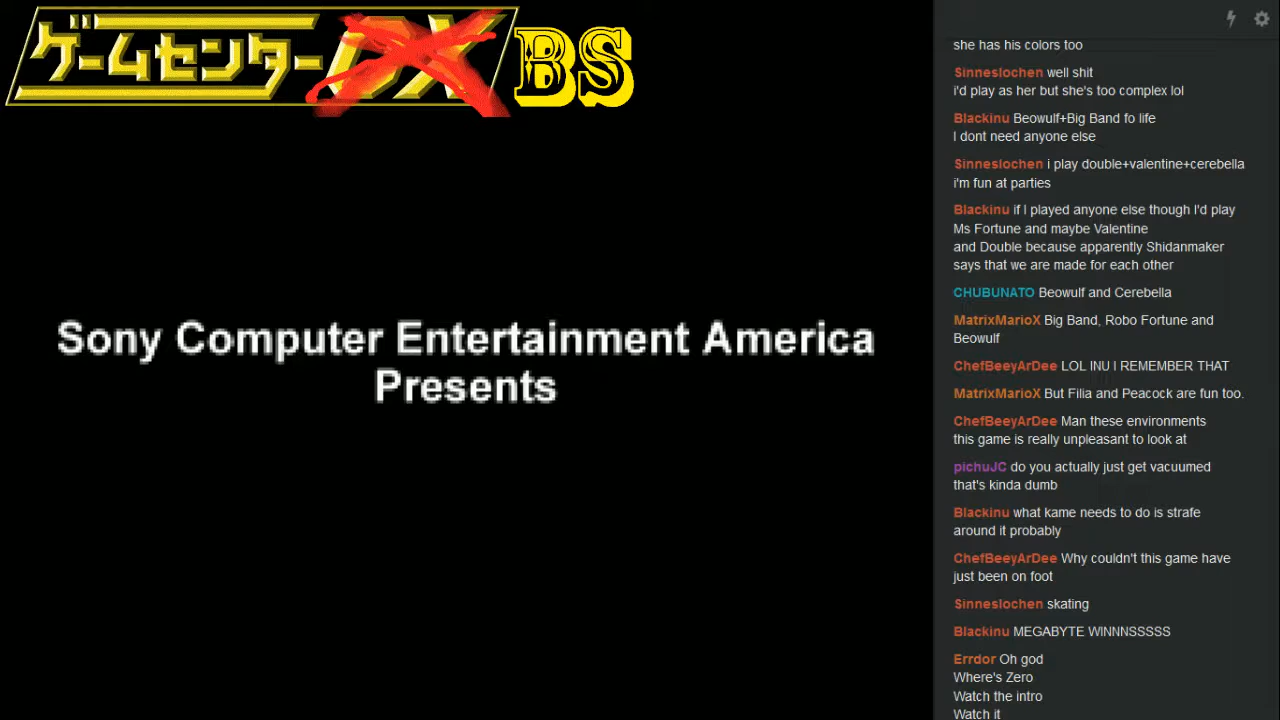 ゲームセンターDX BS
Sony Computer Entertainment America
Presents
she has his colors too
Sinneslochen well shit
i'd play as her but she's too complex lol
Blackinu Beowulf+Big Band fo life
I dont need anyone else
Sinneslochen i play double+valentine+cerebella
i'm fun at parties
Blackinu if I played anyone else though I'd play
Ms Fortune and maybe Valentine
and Double because apparently Shidanmaker
says that we are made for each other
CHUBUNATO Beowulf and Cerebella
MatrixMarioX Big Band, Robo Fortune and
Beowulf
ChefBeeyArDee LOL INU I REMEMBER THAT
MatrixMarioX But Filia and Peacock are fun too.
ChefBeeyArDee Man these environments
this game is really unpleasant to look at
pichuJC do you actually just get vacuumed
that's kinda dumb
Blackinu what kame needs to do is strafe
around it probably
ChefBeeyArDee Why couldn't this game have
just been on foot
Sinneslochen skating
Blackinu MEGABYTE WINNNSSSSS
Errdor Oh god
Where's Zero
Watch the intro
Watch it